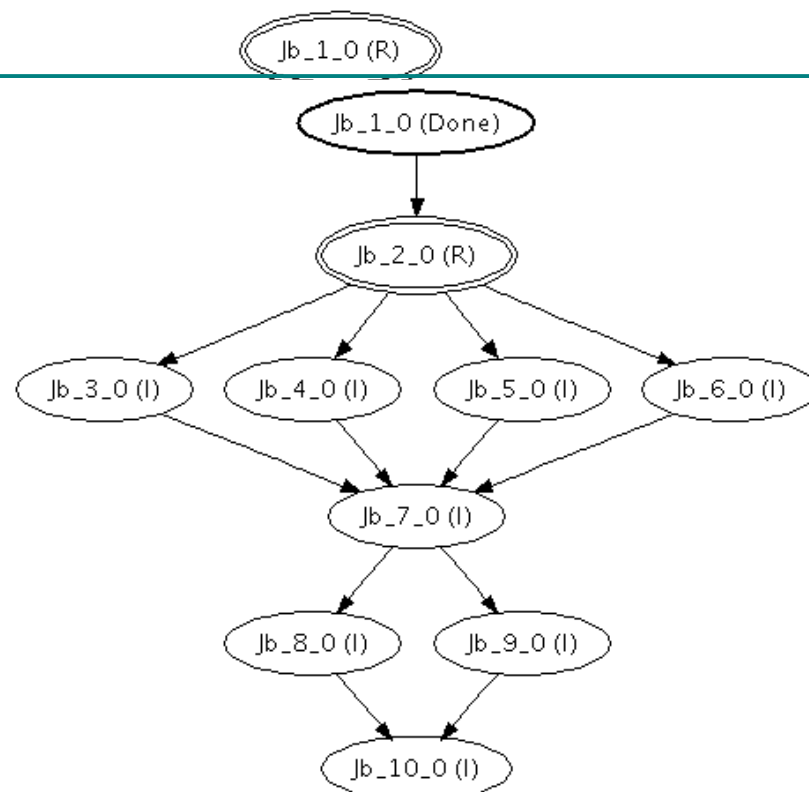 Jb_1_0 (R)
Jb_1_0 (Done)
Jb_2_0 (R)
Jb_3_0 (I)
Jb_4_0 (I)
Jb_5_0 (I)
Jb_6_0 (I)
Jb_7_0 (I)
Jb_8_0 (I)
Jb_9_0 (I)
Jb_10_0 (I)